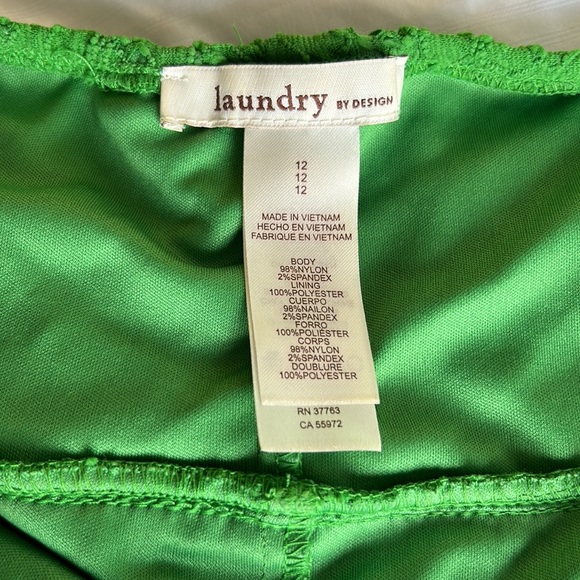 laundry BY DESIGN
12
12
12
MADE IN VIETNAM
HECHO EN VIETNAM
FABRIQUE EN VIETNAM
BODY
98%NYLON
2%SPANDEX
LINING
100%POLYESTER
CUERPO
98%NAILON
2%SPANDEX
FORRO
100%POLIESTER
CORPS
98%NYLON
2%SPANDEX
DOUBLURE
100%POLYESTER
RN 37763
CA 55972